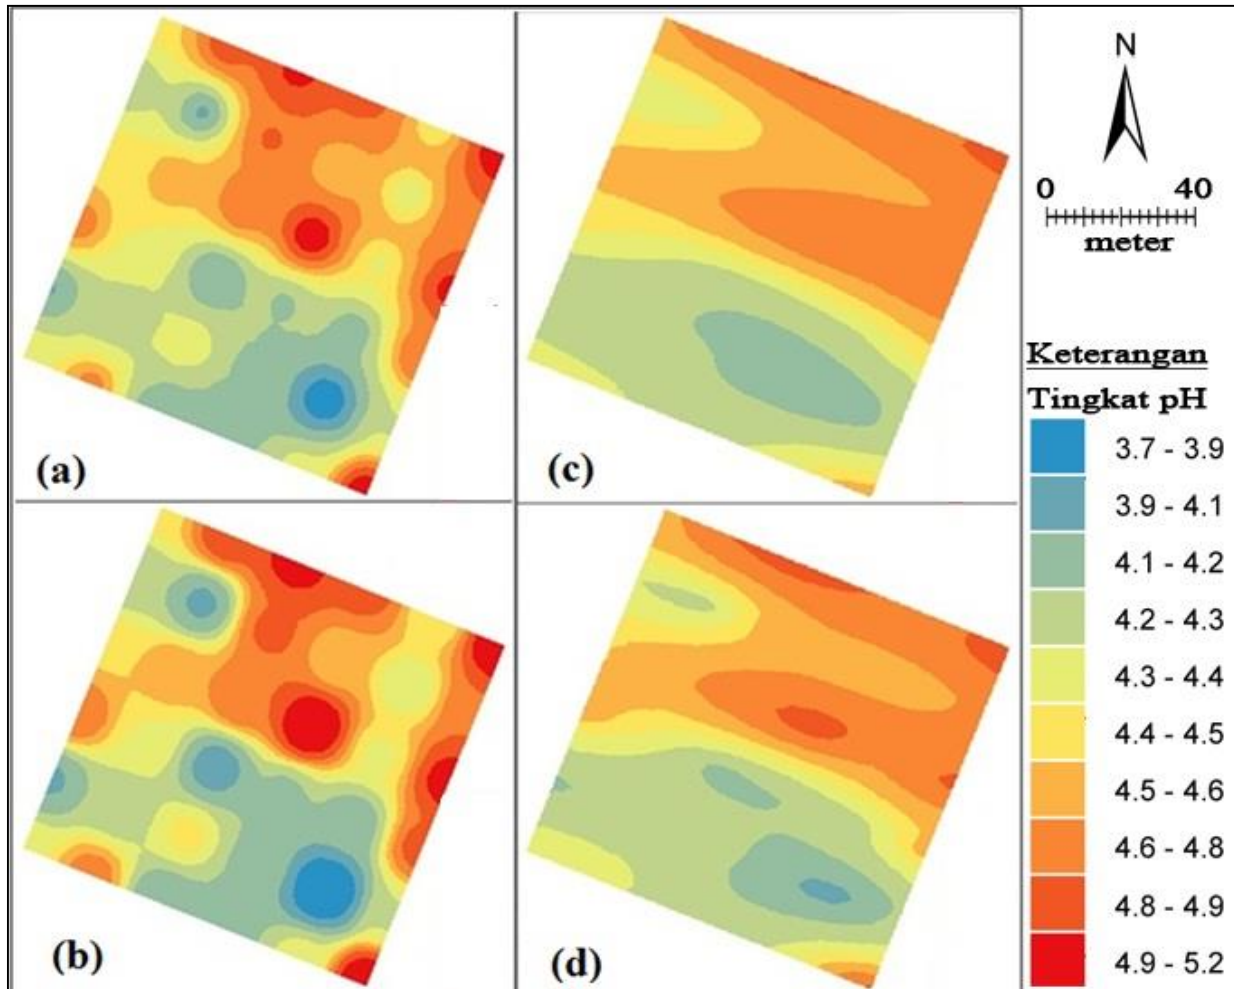 (a)
(c)
(b)
(d)
N
0 40
meter
Keterangan
Tingkat pH
3.7 - 3.9
3.9 - 4.1
4.1 - 4.2
4.2 - 4.3
4.3 - 4.4
4.4 - 4.5
4.5 - 4.6
4.6 - 4.8
4.8 - 4.9
4.9 - 5.2